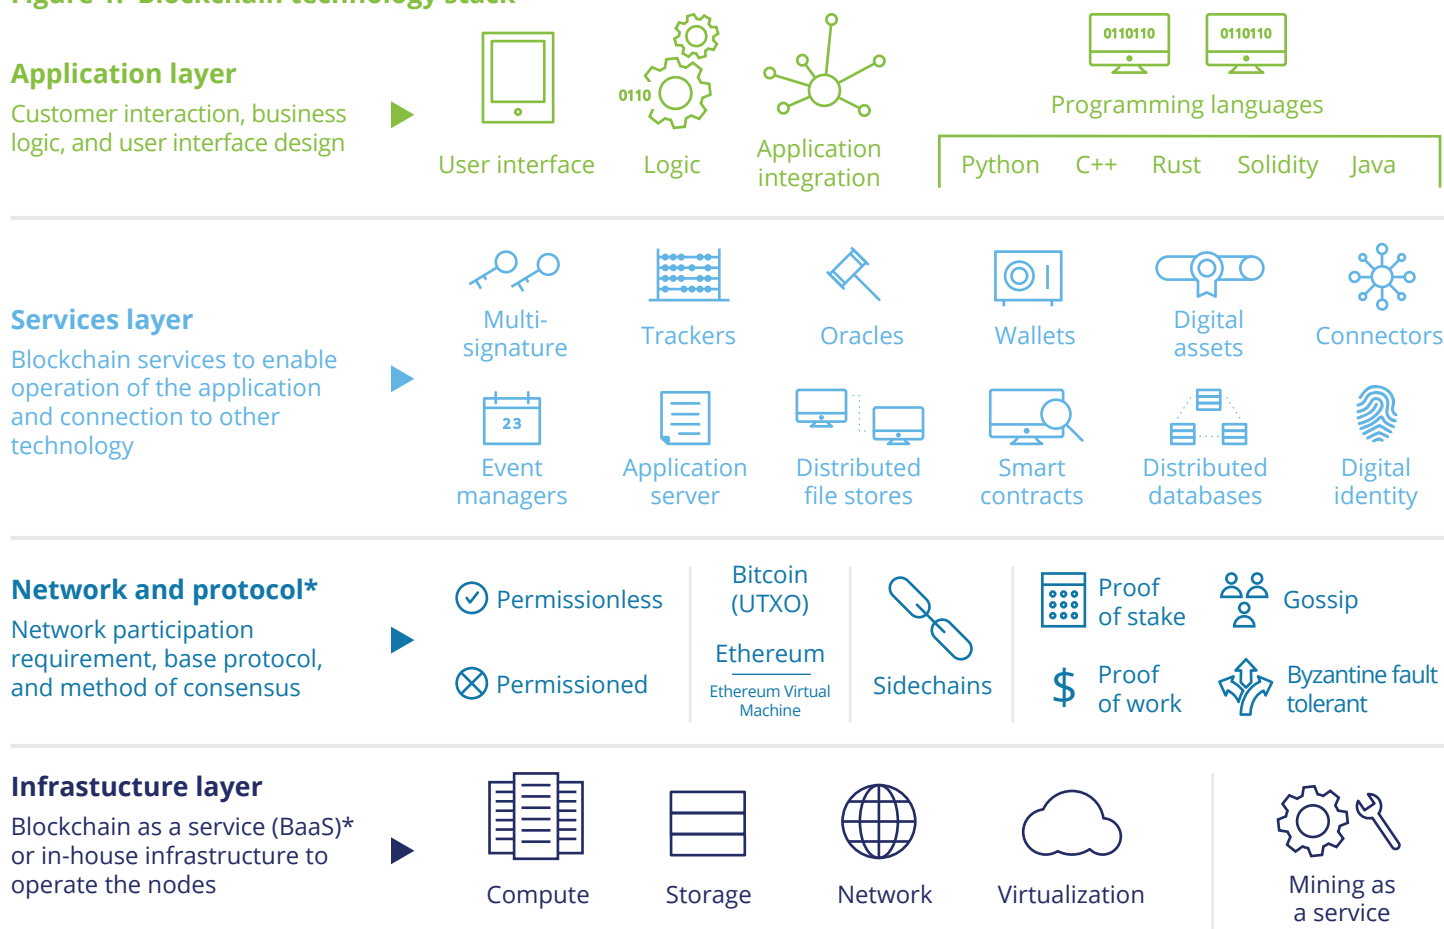 Figure 1. Blockchain technology stack
Application layer
Customer interaction, business
logic, and user interface design
User interface
0110
Logic
Application
integration
0110110
0110110
Programming languages
Python
C++
Rust
Solidity
Java
Services layer
Blockchain services to enable
operation of the application
and connection to other
technology
Multi-
signature
Trackers
Oracles
Wallets
Digital
assets
Connectors
23
Event
managers
Application
server
Distributed
file stores
Smart
contracts
Distributed
databases
Digital
identity
Network and protocol*
Network participation
requirement, base protocol,
and method of consensus
Permissionless
Permissioned
Bitcoin
(UTXO)
Ethereum
Ethereum Virtual
Machine
Sidechains
Proof
of stake
Gossip
$
Proof
of work
Byzantine fault
tolerant
Infrastucture layer
Blockchain as a service (BaaS)*
or in-house infrastructure to
operate the nodes
Compute
Storage
Network
Virtualization
Mining as
a service